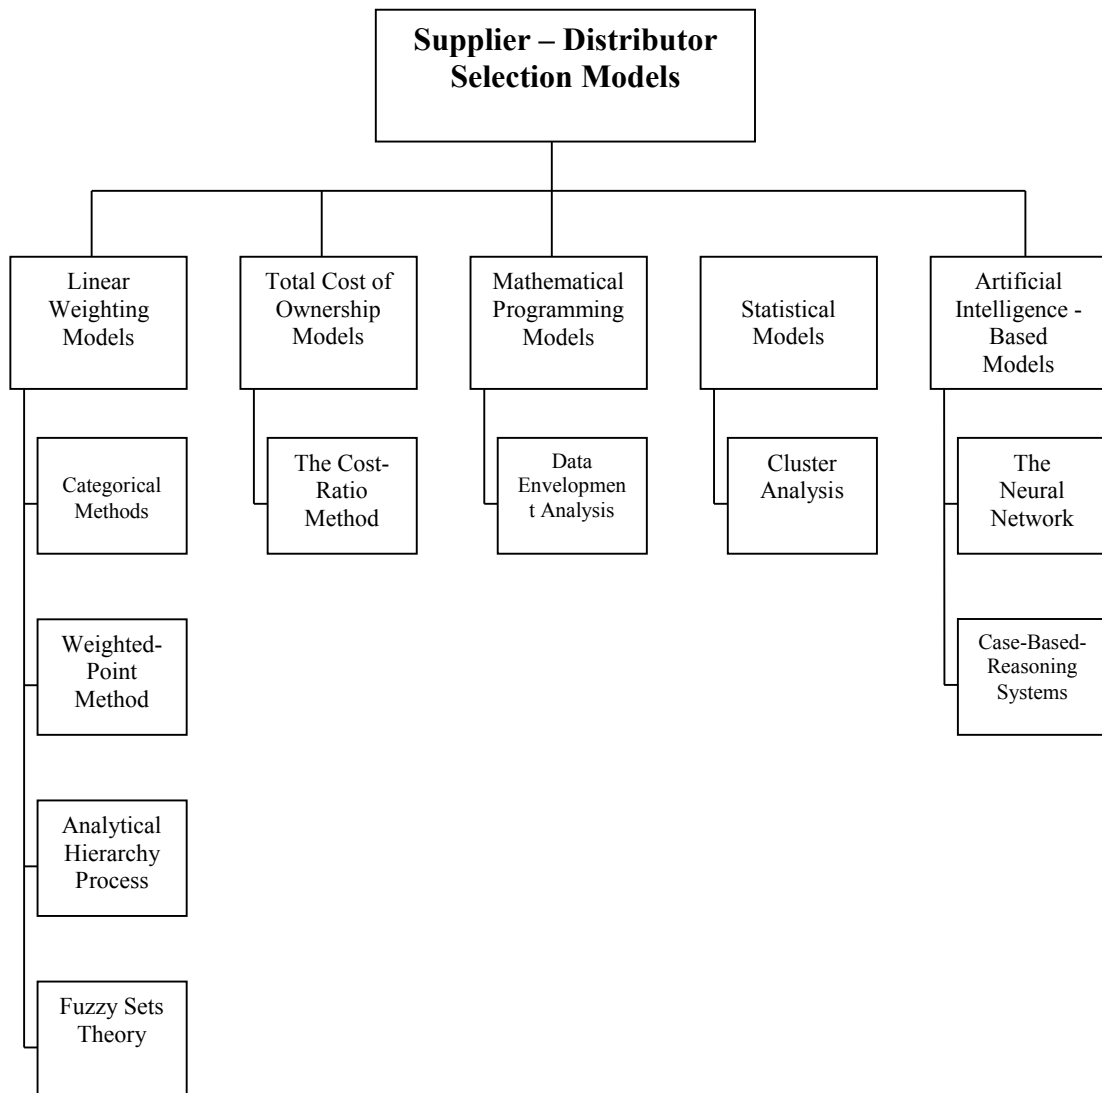 Supplier – Distributor
Selection Models
Linear
Weighting
Models
Total Cost of
Ownership
Models
Mathematical
Programming
Models
Statistical
Models
Artificial
Intelligence -
Based
Models
Categorical
Methods
The Cost-
Ratio
Method
Data
Envelopmen
t Analysis
Cluster
Analysis
The
Neural
Network
Weighted-
Point
Method
Case-Based-
Reasoning
Systems
Analytical
Hierarchy
Process
Fuzzy Sets
Theory